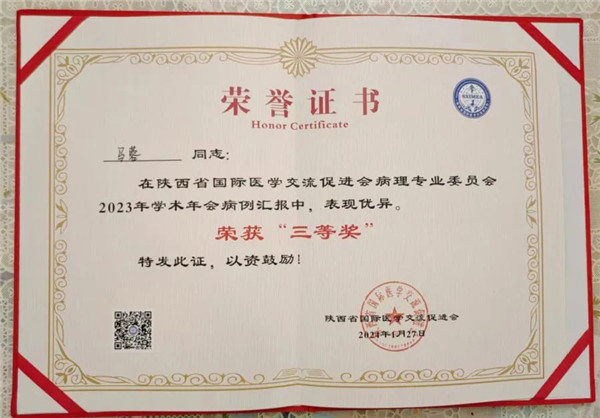 荣誉证书
Honor Certificate
马蓉 同志：
在陕西省国际医学交流促进会病理专业委员会
2023年学术年会病例汇报中，表现优异。
荣获“三等奖”
特发此证，以资鼓励！
陕西省国际医学交流促进会